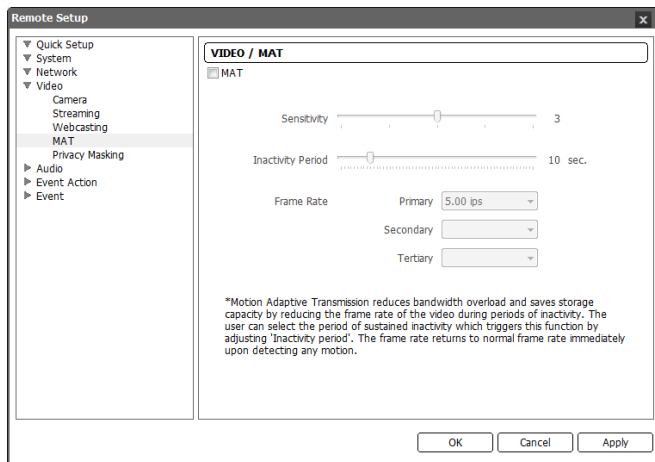 Remote Setup
x
Quick Setup
System
Network
Video
Camera
Streaming
Webcasting
MAT
Privacy Masking
Audio
Event Action
Event
VIDEO / MAT
MAT
Sensitivity 3
Inactivity Period 10 sec.
Frame Rate Primary 5.00 ips
Secondary
Tertiary
*Motion Adaptive Transmission reduces bandwidth overload and saves storage
capacity by reducing the frame rate of the video during periods of inactivity. The
user can select the period of sustained inactivity which triggers this function by
adjusting 'Inactivity period'. The frame rate returns to normal frame rate immediately
upon detecting any motion.
OK Cancel Apply